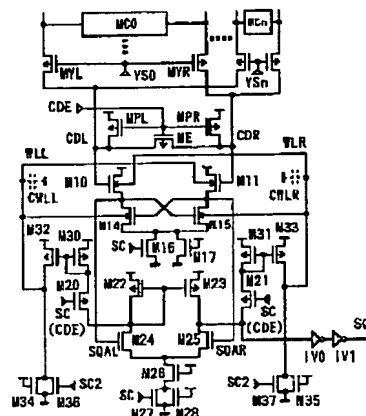 MC0 MCn
MYL YS0 MYR YSn
CDE MPL MPR
CDL ME CDR
WLL WLR
M10 M11
CWLL CWLR
M14 M15
M32 M30 SC M16 M17 M31 M33
M20 M22 M23 M21
SC SC
(CDE) M24 M25 (CDE)
SQAL SQAR IV0 IV1
M26
SC2 SC SC2
M34 M36 M27 M28 M37 M35